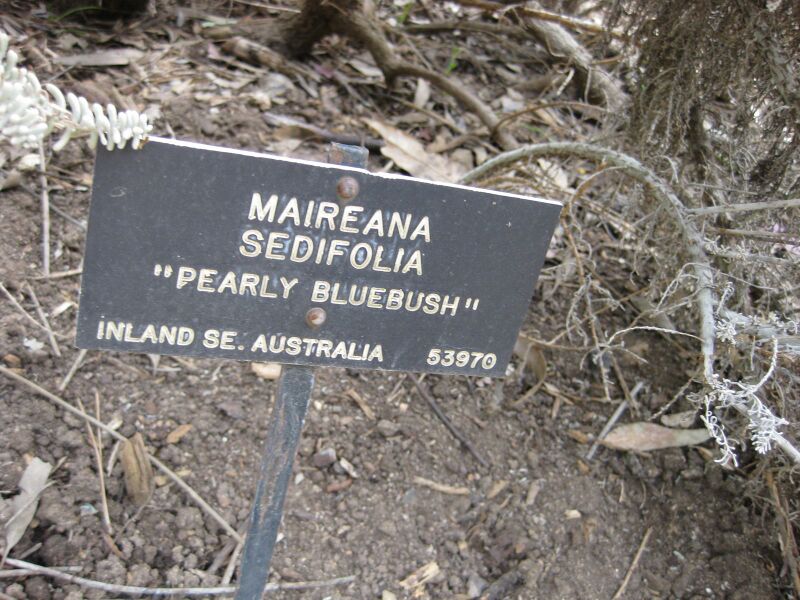 MAIREANA
SEDIFOLIA
"PEARLY BLUEBUSH"
INLAND SE. AUSTRALIA 53970